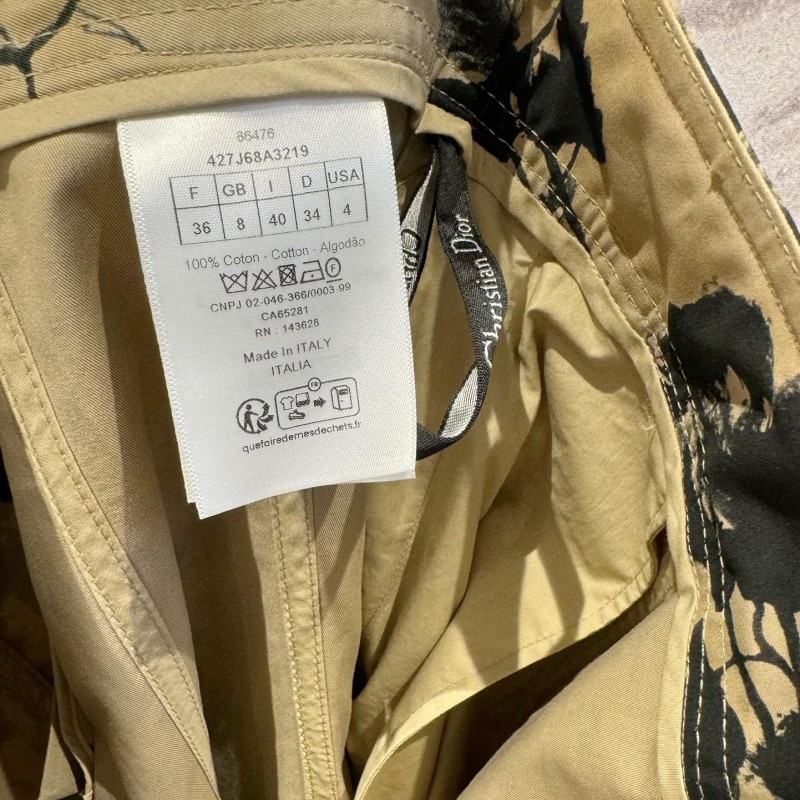 86476
427J68A3219
F GB I D USA
36 8 40 34 4
100% Coton - Cotton - Algodão
F
CNPJ 02-046-366/0003-99
CA65281
RN : 143628
Made In ITALY
ITALIA
FR
quefairedemesdechets.fr
Christian Dior